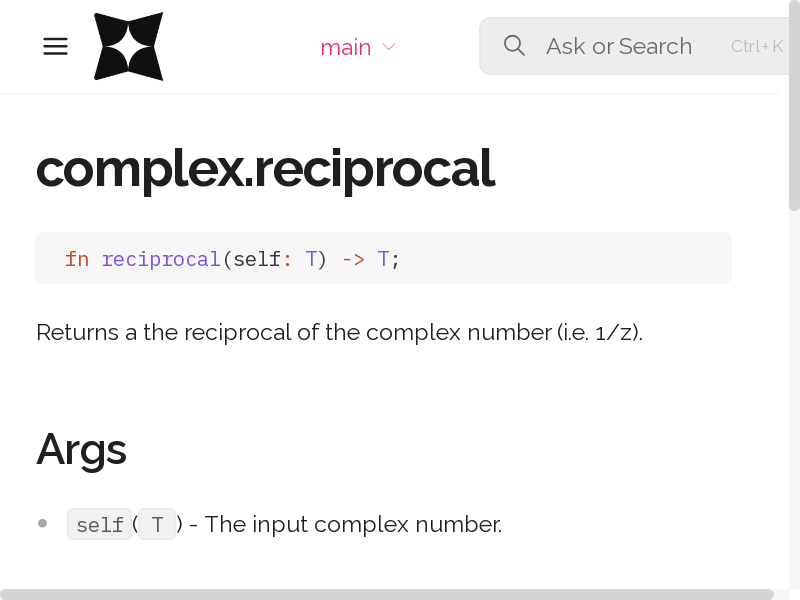 main
Ask or Search
Ctrl+K
complex.reciprocal
fn reciprocal(self: T) -> T;
Returns a the reciprocal of the complex number (i.e. 1/z).
Args
self( T ) - The input complex number.